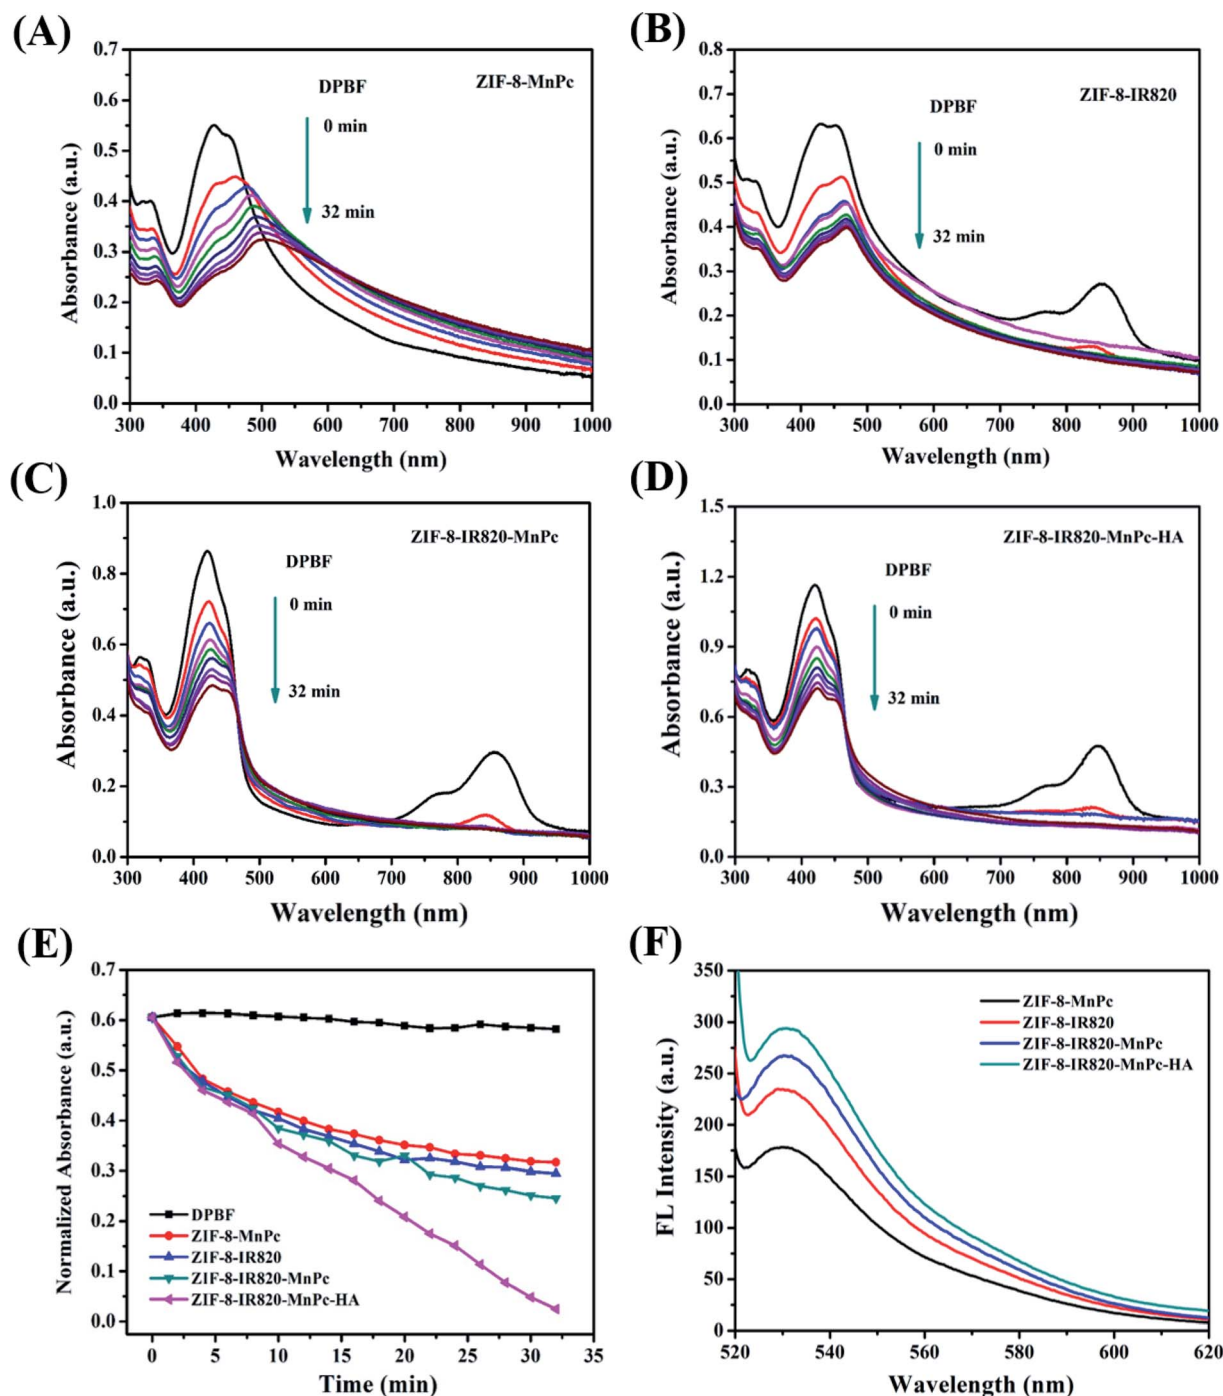 (A)
0.7
0.6
0.5
0.4
0.3
0.2
0.1
0.0
Absorbance (a.u.)
ZIF-8-MnPc
DPBF
0 min
32 min
300 400 500 600 700 800 900 1000
Wavelength (nm)
(B)
0.8
0.7
0.6
0.5
0.4
0.3
0.2
0.1
0.0
Absorbance (a.u.)
ZIF-8-IR820
DPBF
0 min
32 min
300 400 500 600 700 800 900 1000
Wavelength (nm)
(C)
1.0
0.8
0.6
0.4
0.2
0.0
Absorbance (a.u.)
ZIF-8-IR820-MnPc
DPBF
0 min
32 min
300 400 500 600 700 800 900 1000
Wavelength (nm)
(D)
1.5
1.2
0.9
0.6
0.3
0.0
Absorbance (a.u.)
ZIF-8-IR820-MnPc-HA
DPBF
0 min
32 min
300 400 500 600 700 800 900 1000
Wavelength (nm)
(E)
0.7
0.6
0.5
0.4
0.3
0.2
0.1
0.0
Normalized Absorbance (a.u.)
DPBF
ZIF-8-MnPc
ZIF-8-IR820
ZIF-8-IR820-MnPc
ZIF-8-IR820-MnPc-HA
0 5 10 15 20 25 30 35
Time (min)
(F)
350
300
250
200
150
100
50
0
FL Intensity (a.u.)
ZIF-8-MnPc
ZIF-8-IR820
ZIF-8-IR820-MnPc
ZIF-8-IR820-MnPc-HA
520 540 560 580 600 620
Wavelength (nm)